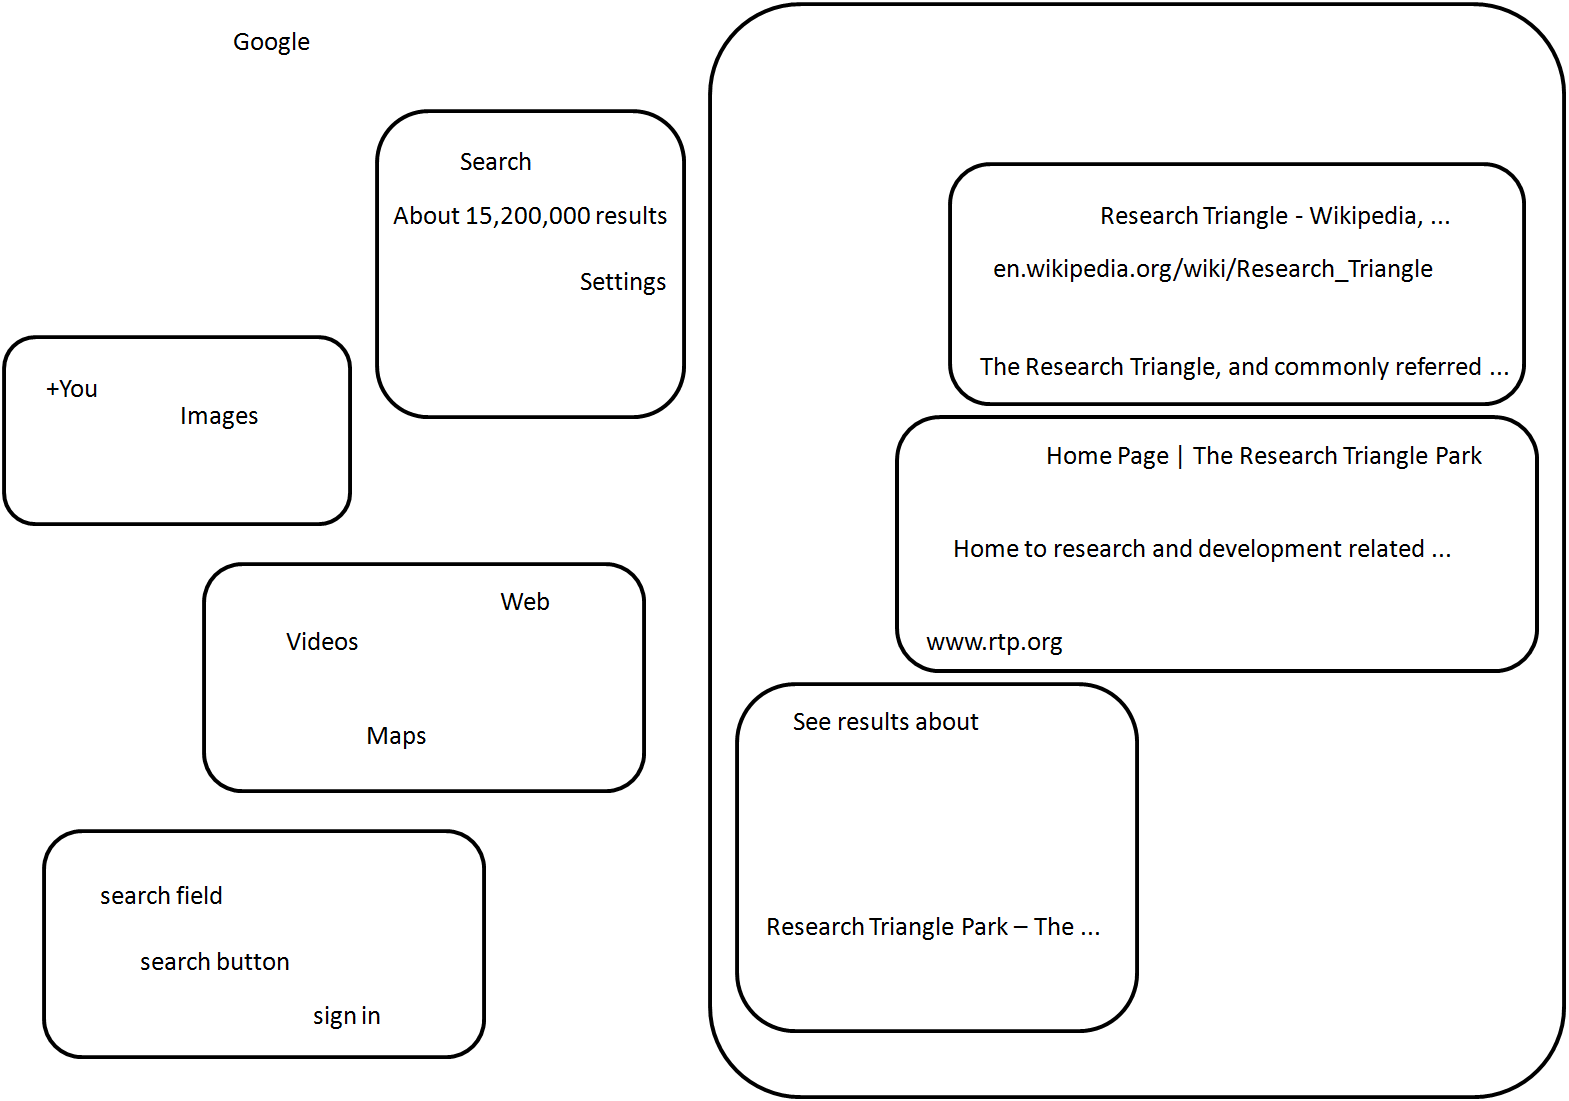 Google
Search
About 15,200,000 results
Settings
+You
Images
Web
Videos
Maps
search field
search button
sign in
Research Triangle - Wikipedia, ...
en.wikipedia.org/wiki/Research_Triangle
The Research Triangle, and commonly referred ...
Home Page | The Research Triangle Park
Home to research and development related ...
www.rtp.org
See results about
Research Triangle Park – The ...